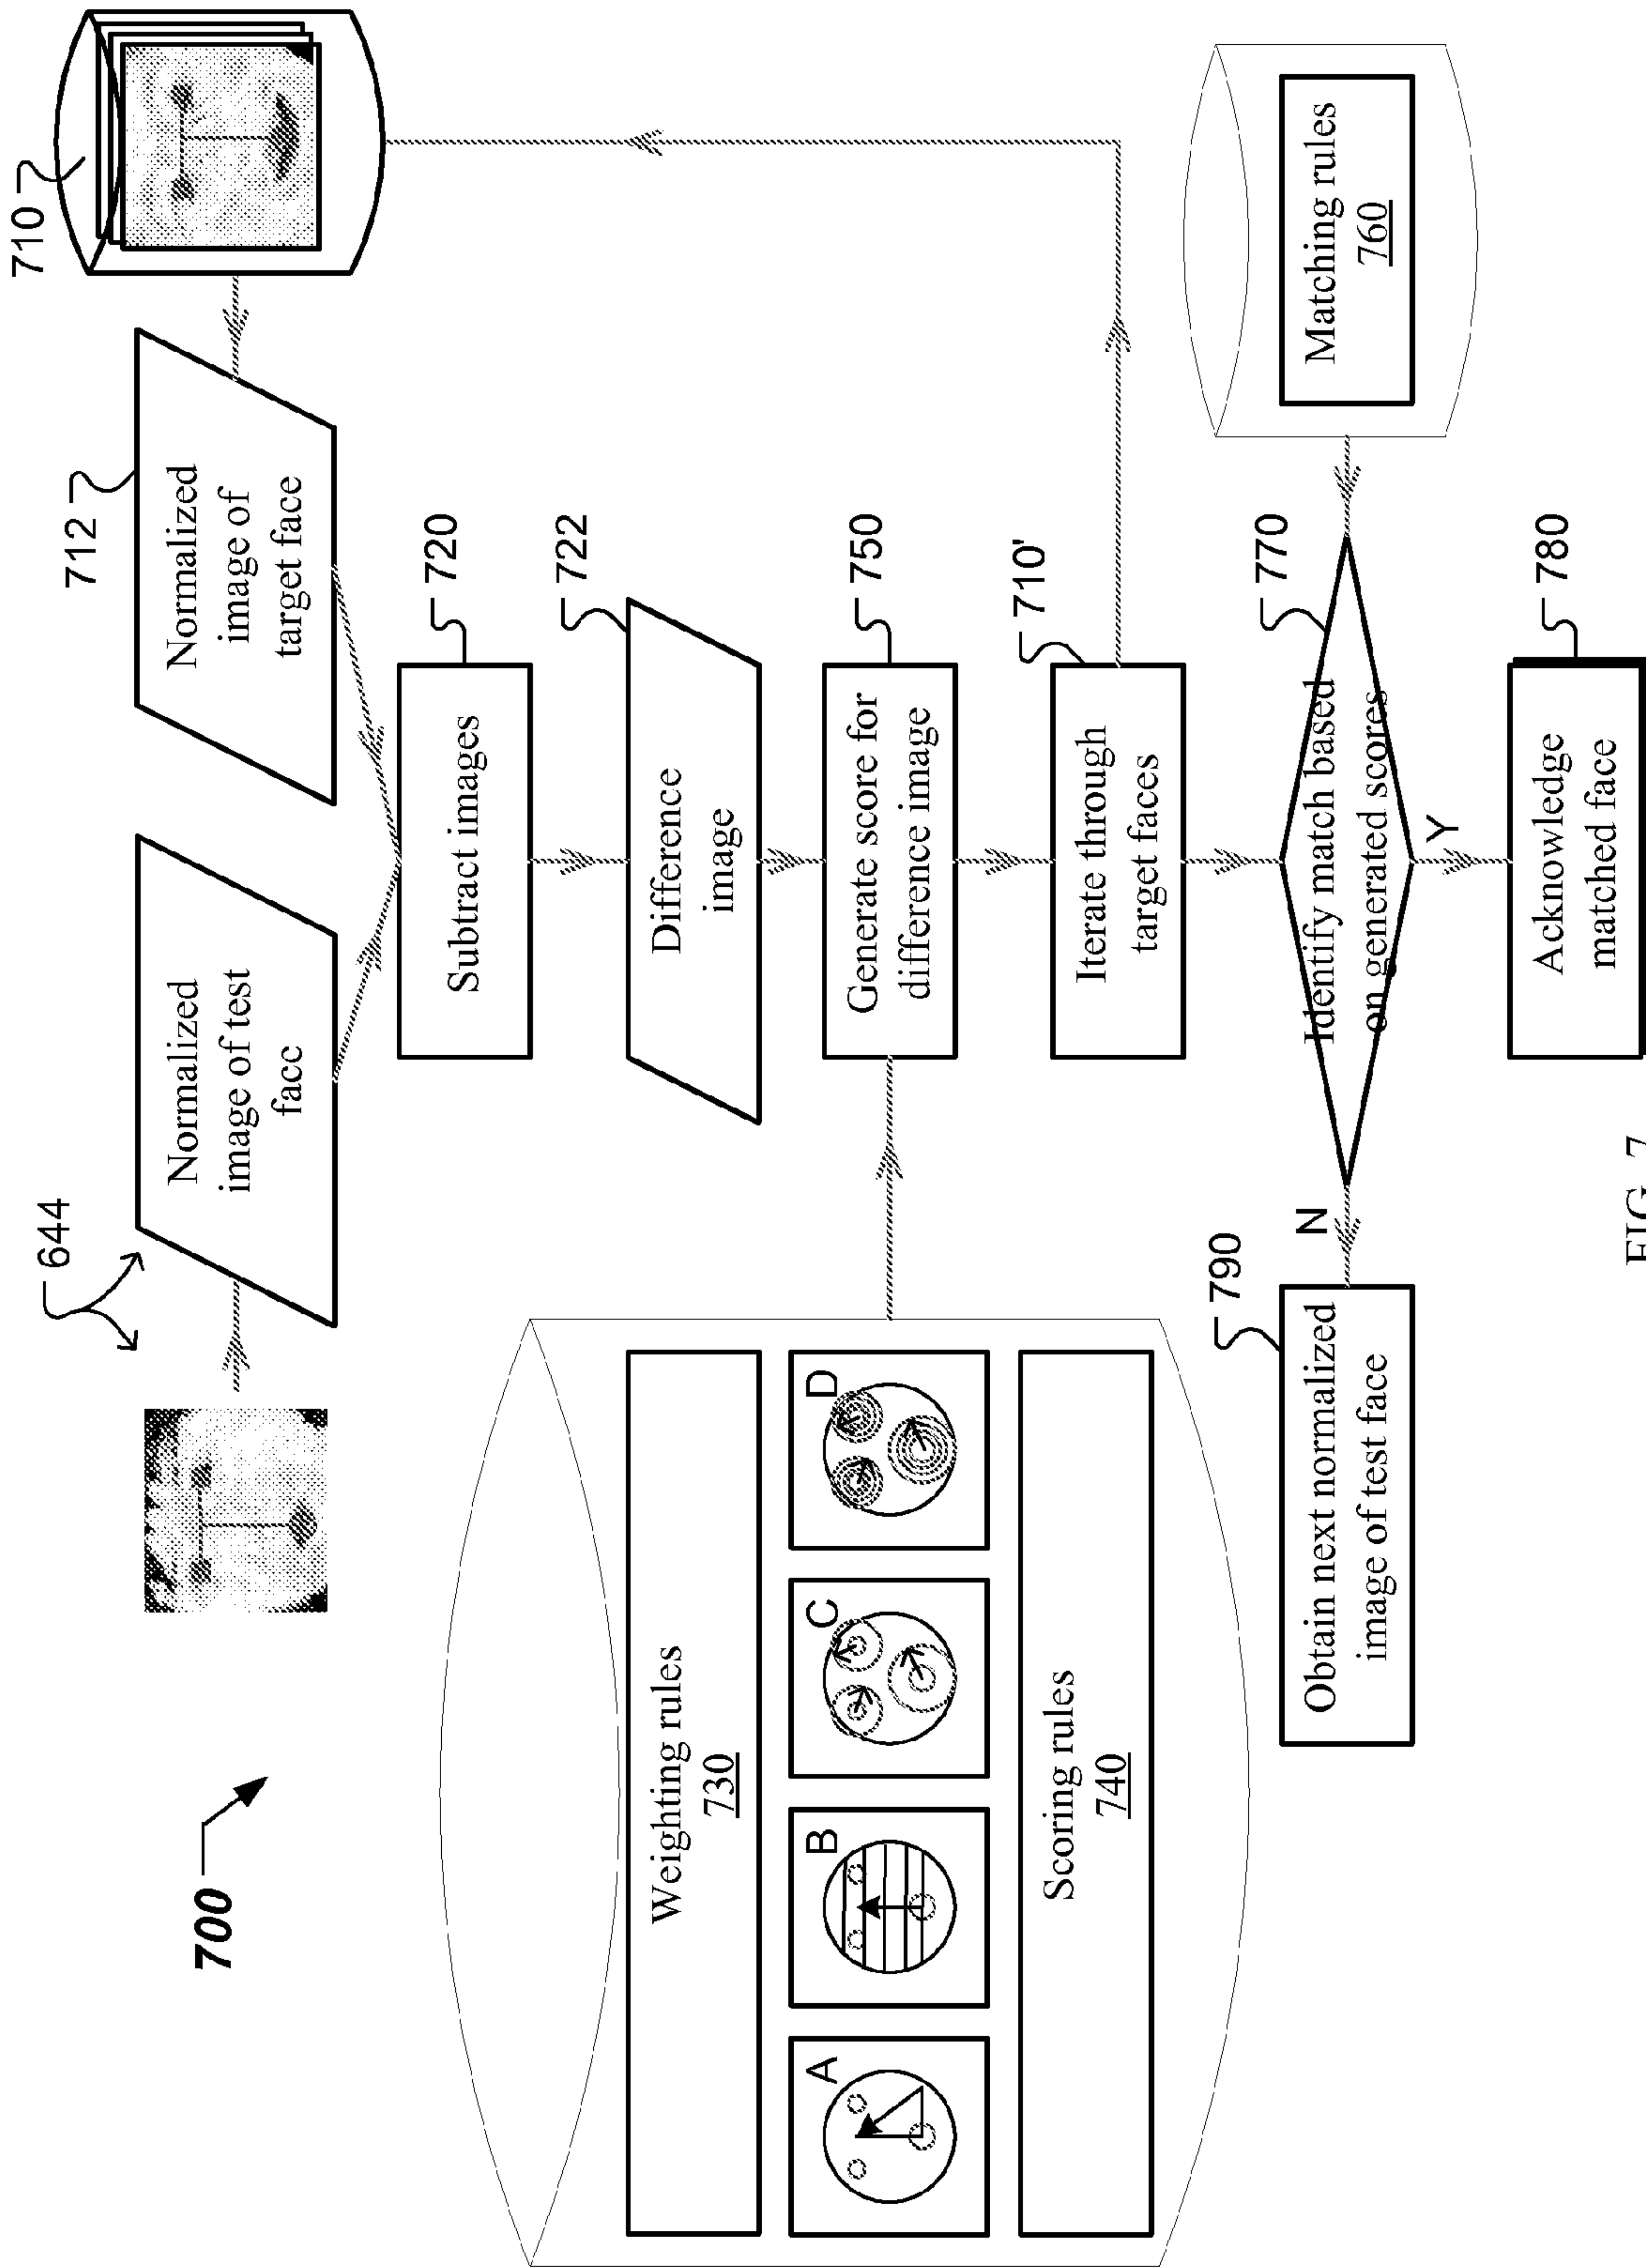 700
644
Normalized
image of test
facc
712
Normalized
image of
target face
710
720
Subtract images
722
Difference
image
Weighting rules
730
A
B
C
D
Scoring rules
740
750
Generate score for
difference image
710'
Iterate through
target faces
770
Identify match based
on generated scores
Matching rules
760
N
Y
790
Obtain next normalized
image of test face
780
Acknowledge
matched face
FIG. 7